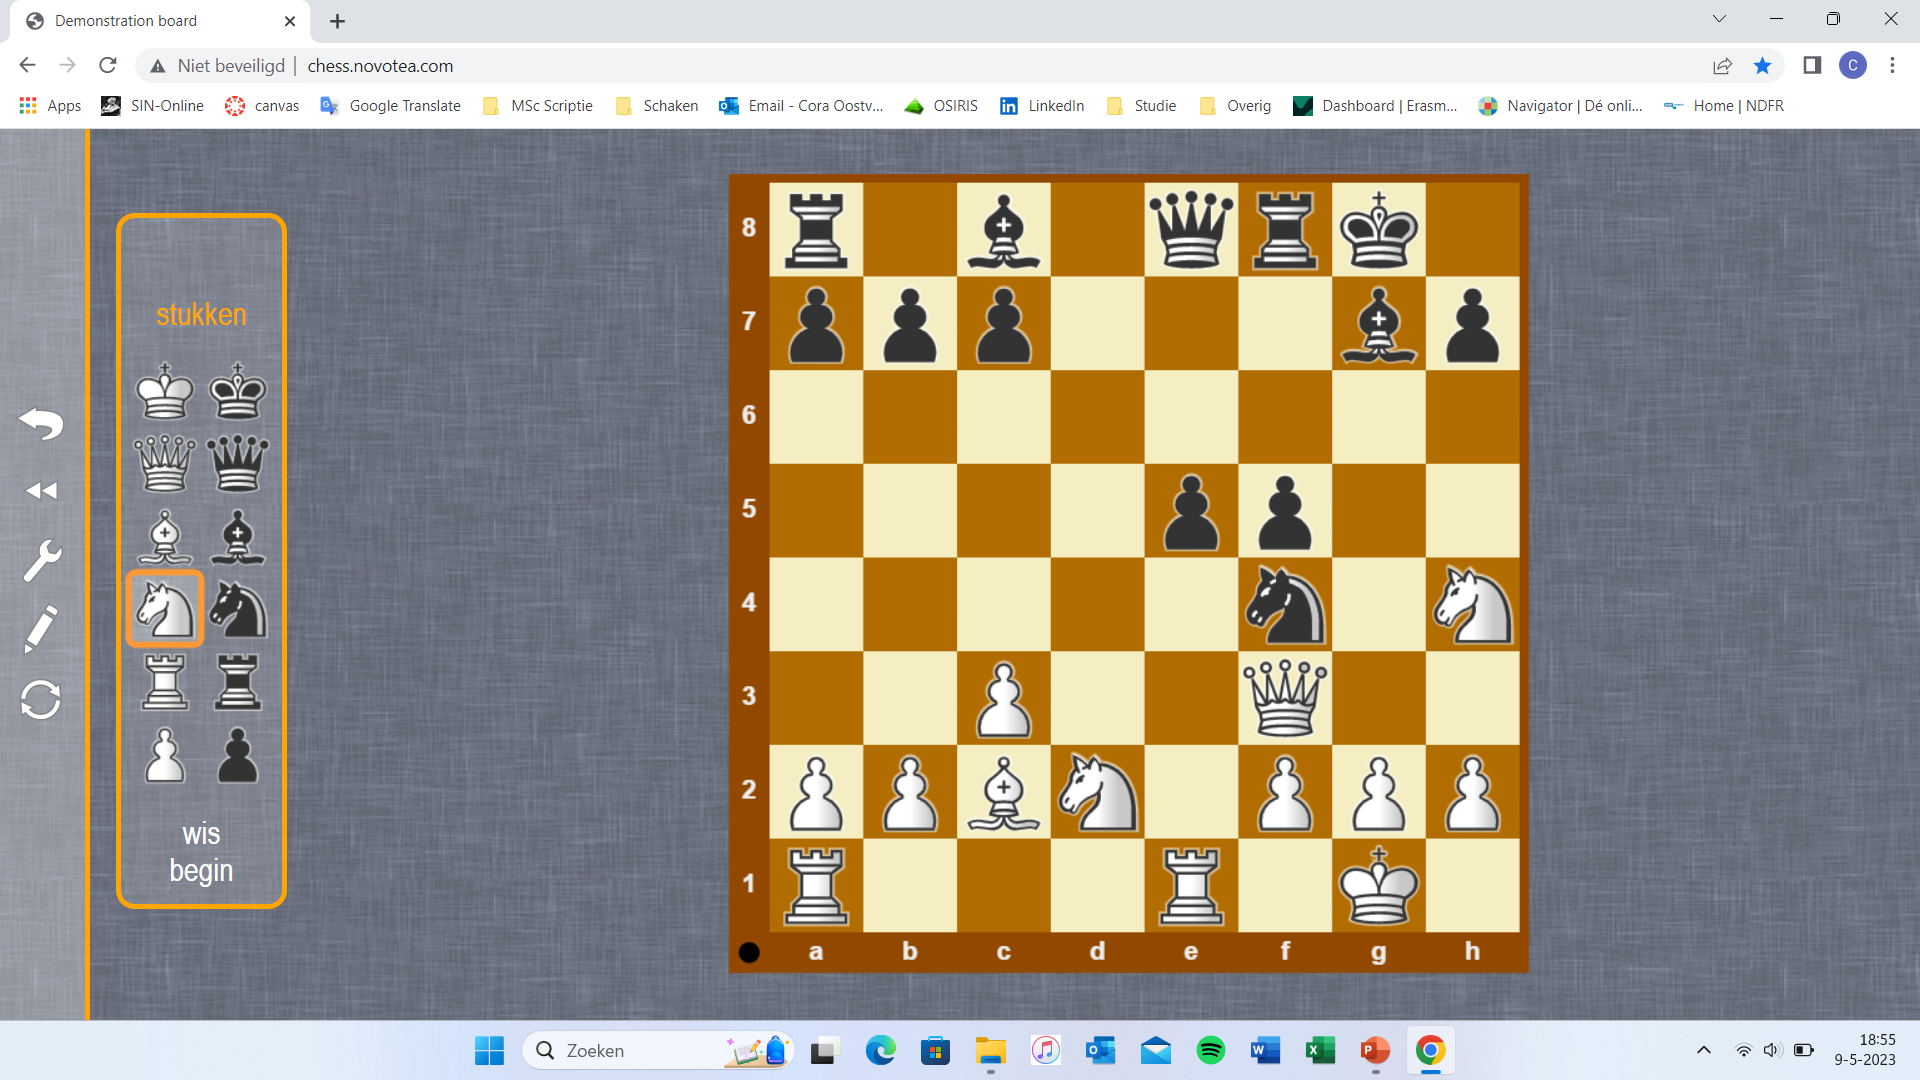 Demonstration board
Niet beveiligd | chess.novotea.com
C
Apps SIN-Online canvas Google Translate MSc Scriptie Schaken Email - Cora Oostv... OSIRIS LinkedIn Studie Overig Dashboard | Erasm... Navigator | Dé onli... Home | NDFR
stukken
wis
begin
8
7
6
5
4
3
2
1
a b c d e f g h
Zoeken
18:55
9-5-2023